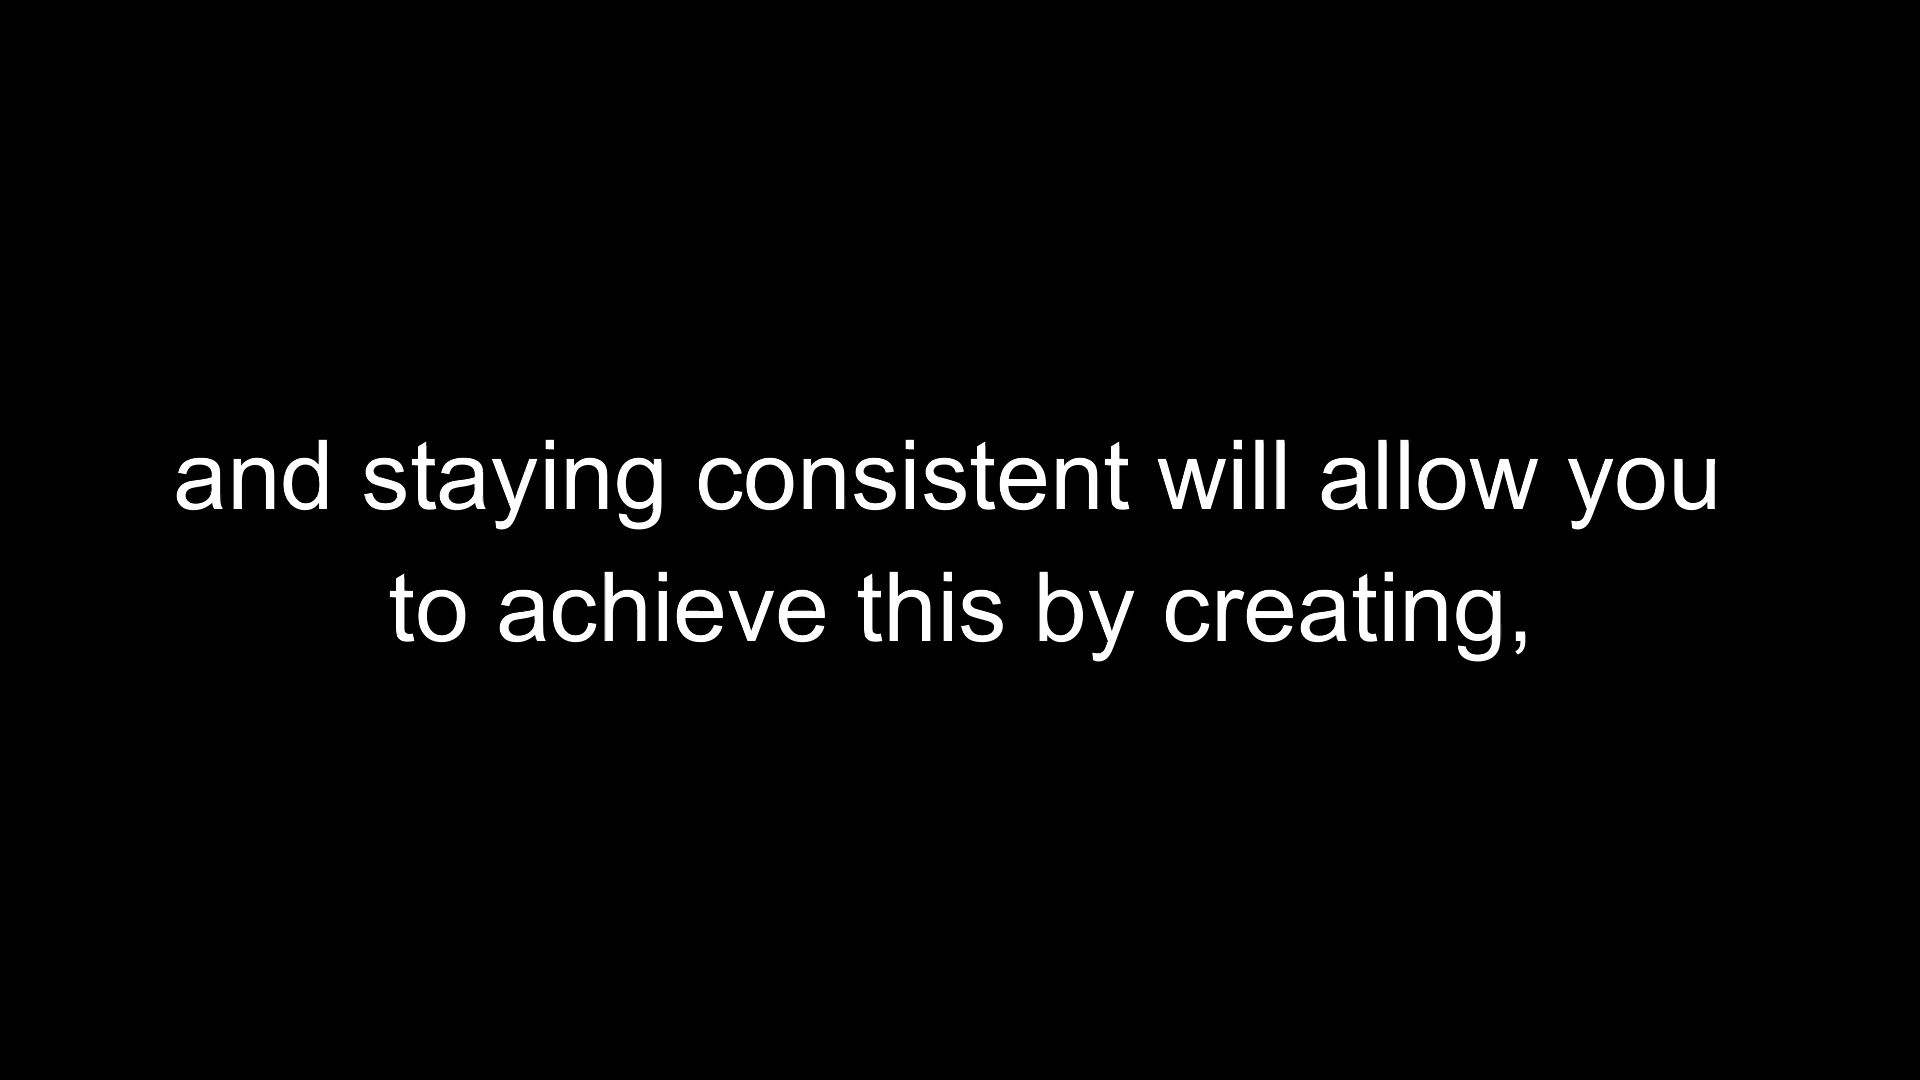 and staying consistent will allow you
to achieve this by creating,